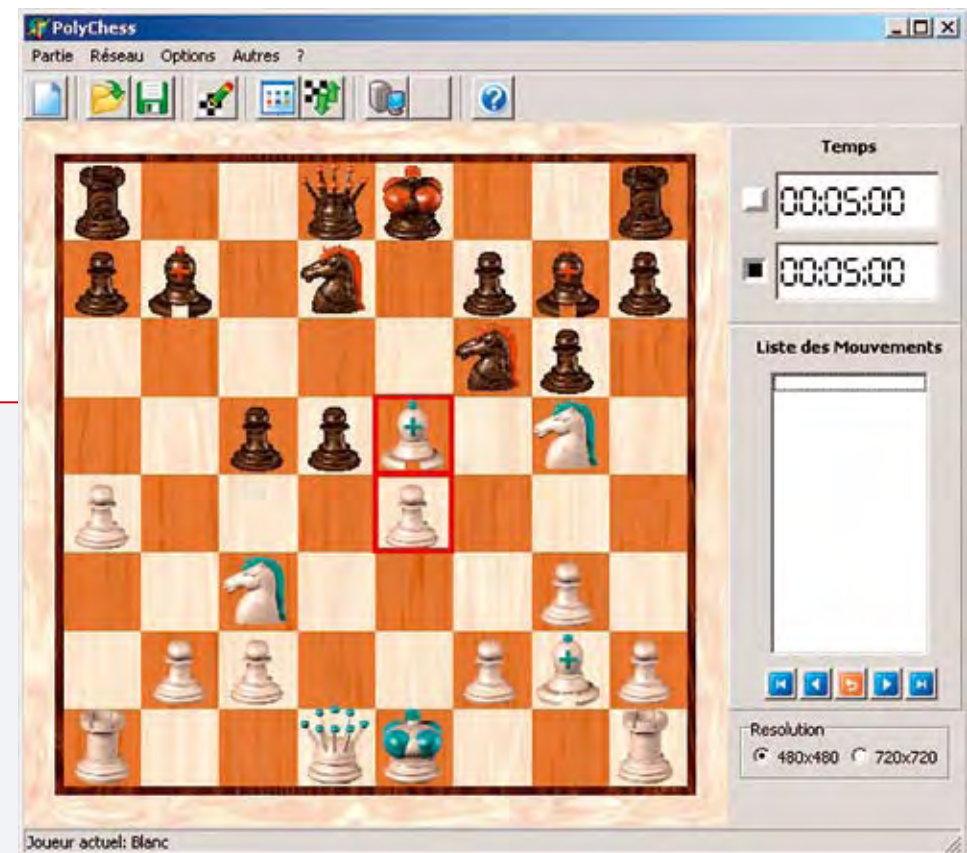 PolyChess
Partie Réseau Options Autres ?
Temps
00:05:00
00:05:00
Liste des Mouvements
Resolution
480x480 720x720
Joueur actuel: Blanc